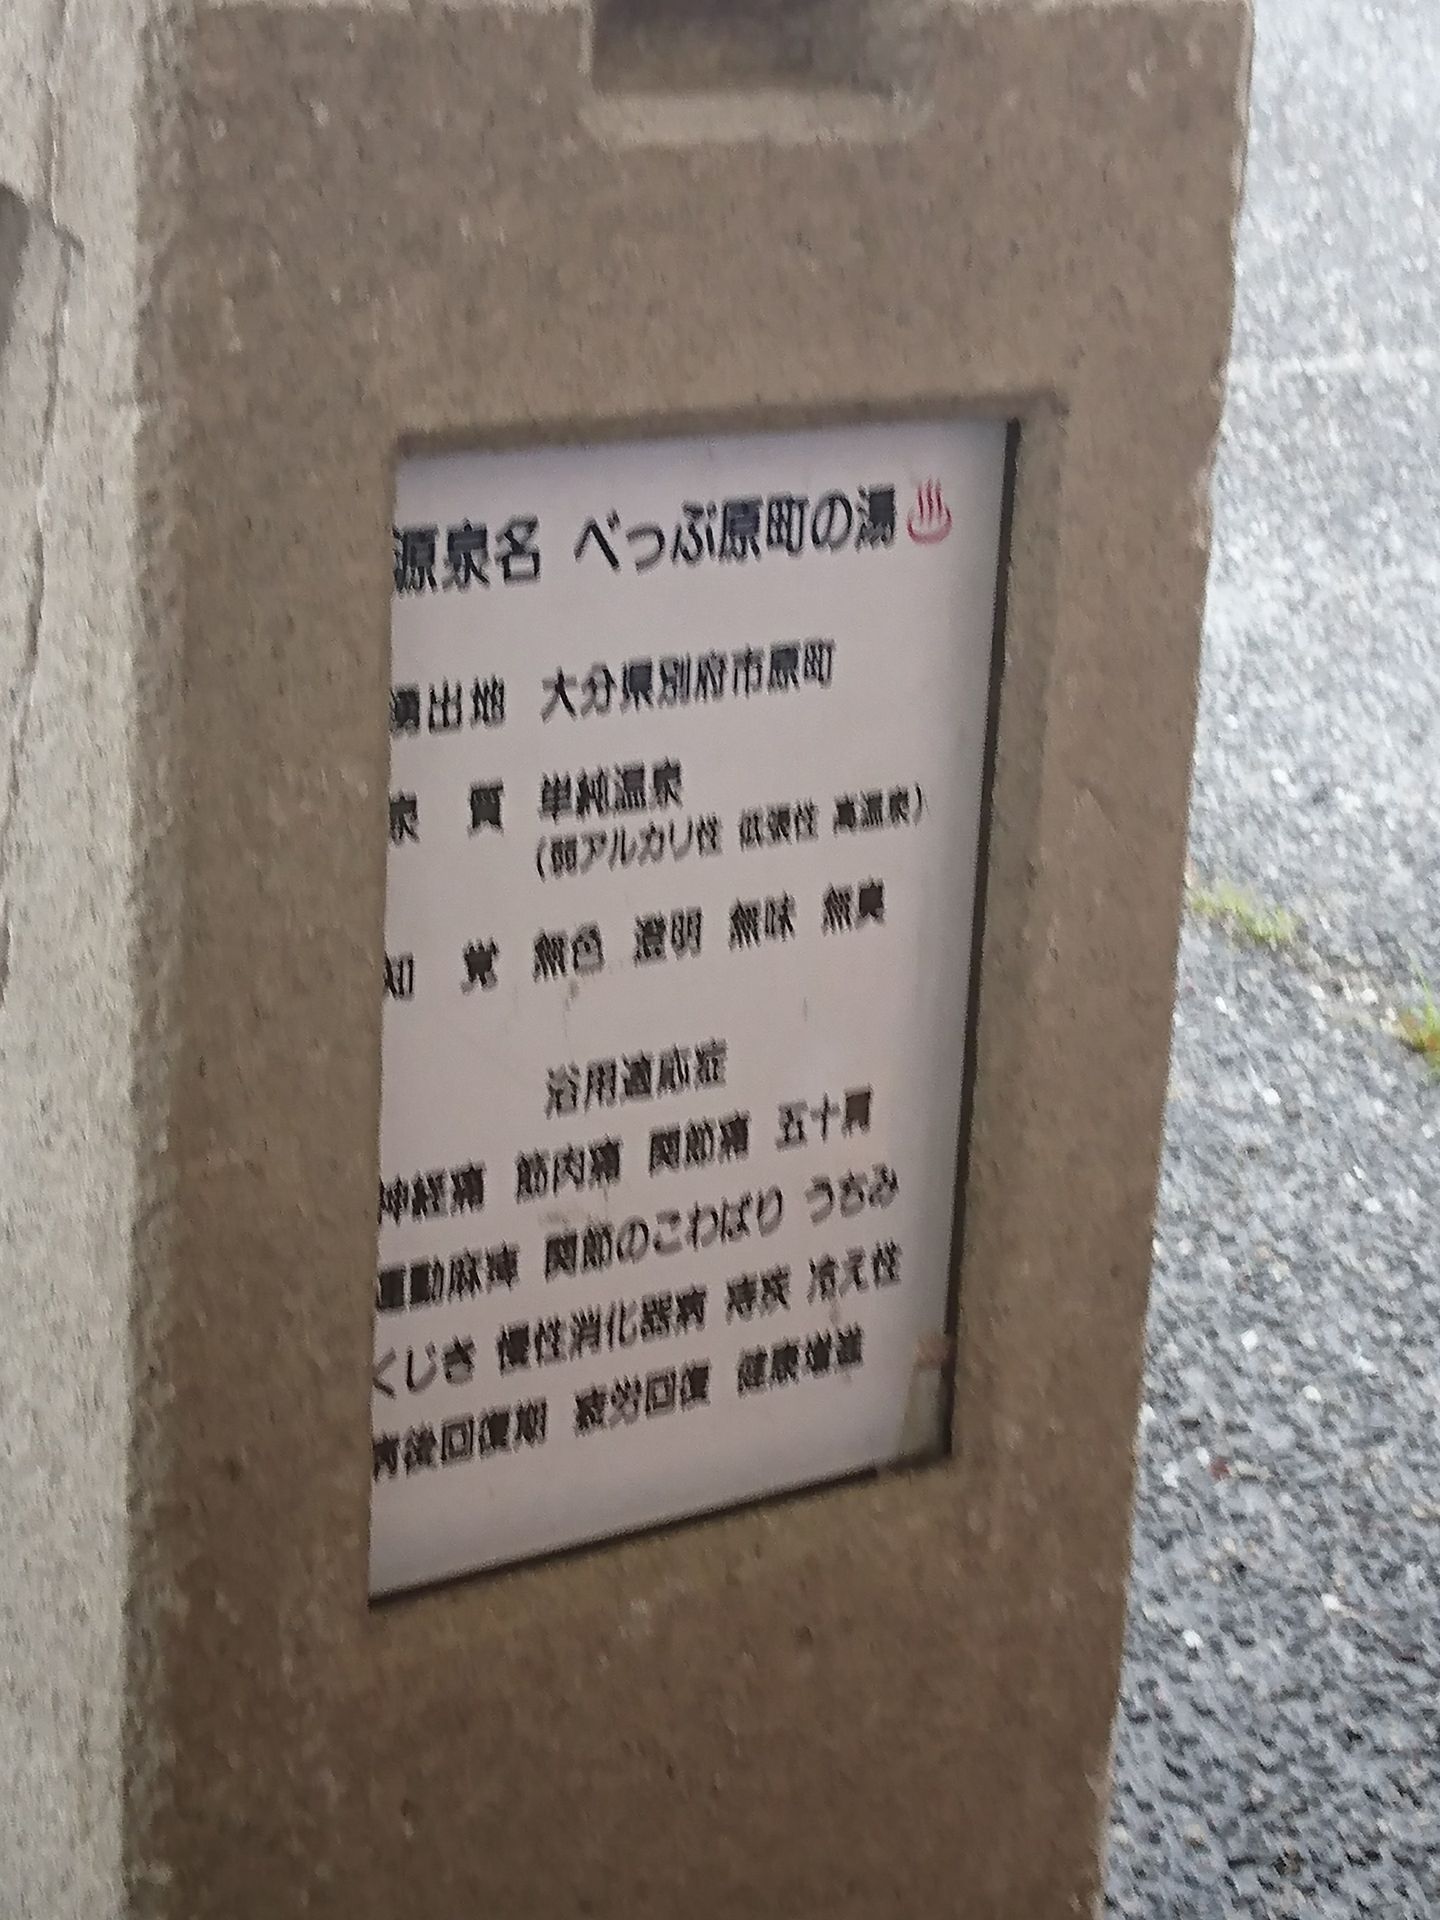 源泉名 べっぷ原町の湯♨
湧出地 大分県別府市原町
泉 質 単純温泉
(弱アルカリ性 低張性 高温泉)
知 覚 無色 澄明 無味 無臭
浴用適応症
神経痛 筋肉痛 関節痛 五十肩
運動麻痺 関節のこわばり うちみ
くじき 慢性消化器病 痔疾 冷え性
病後回復期 疲労回復 健康増進